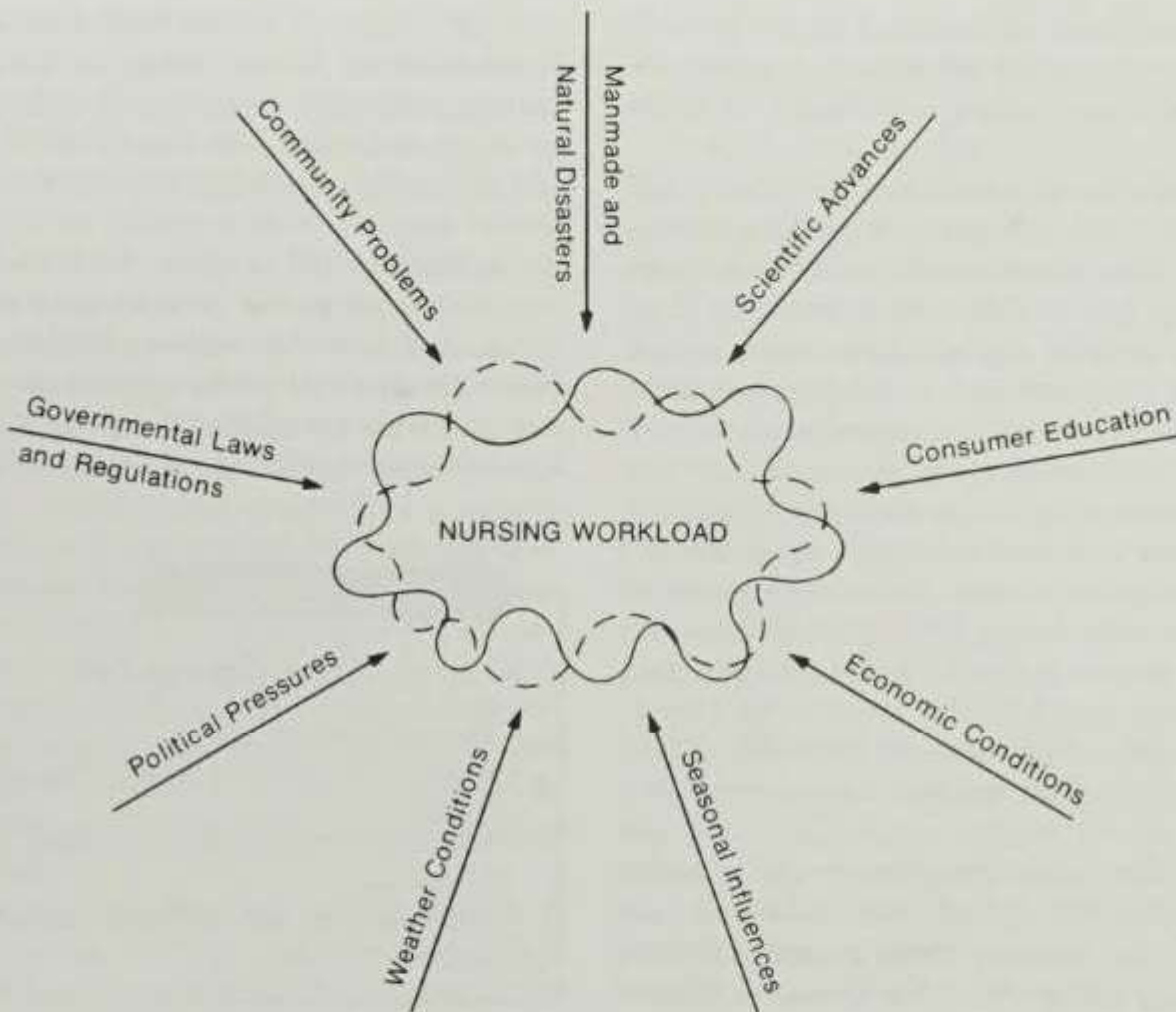 Manmade and
Natural Disasters
Scientific Advances
Consumer Education
Economic Conditions
Seasonal Influences
Weather Conditions
Political Pressures
Governmental Laws
and Regulations
Community Problems
NURSING WORKLOAD